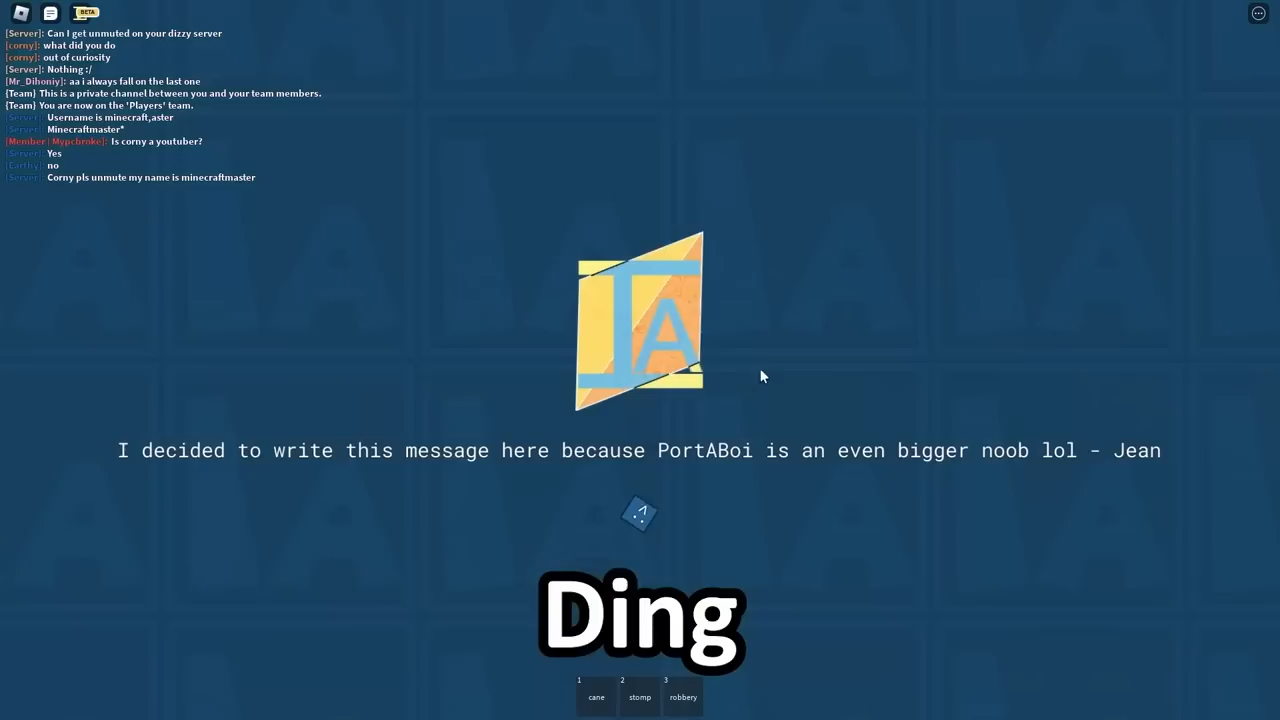 BETA
[Server]: Can I get unmuted on your dizzy server
[corny]: what did you do
[corny]: out of curiosity
[Server]: Nothing :/
[Mr_Dihoniy]: aa i always fall on the last one
{Team} This is a private channel between you and your team members.
{Team} You are now on the 'Players' team.
[Server]: Username is minecraft,aster
[Server]: Minecraftmaster*
[Member | Mypcbroke]: Is corny a youtuber?
[Server]: Yes
[Earthy]: no
[Server]: Corny pls unmute my name is minecraftmaster
IA
I decided to write this message here because PortABoi is an even bigger noob lol - Jean
Ding
1 2 3
cane stomp robbery